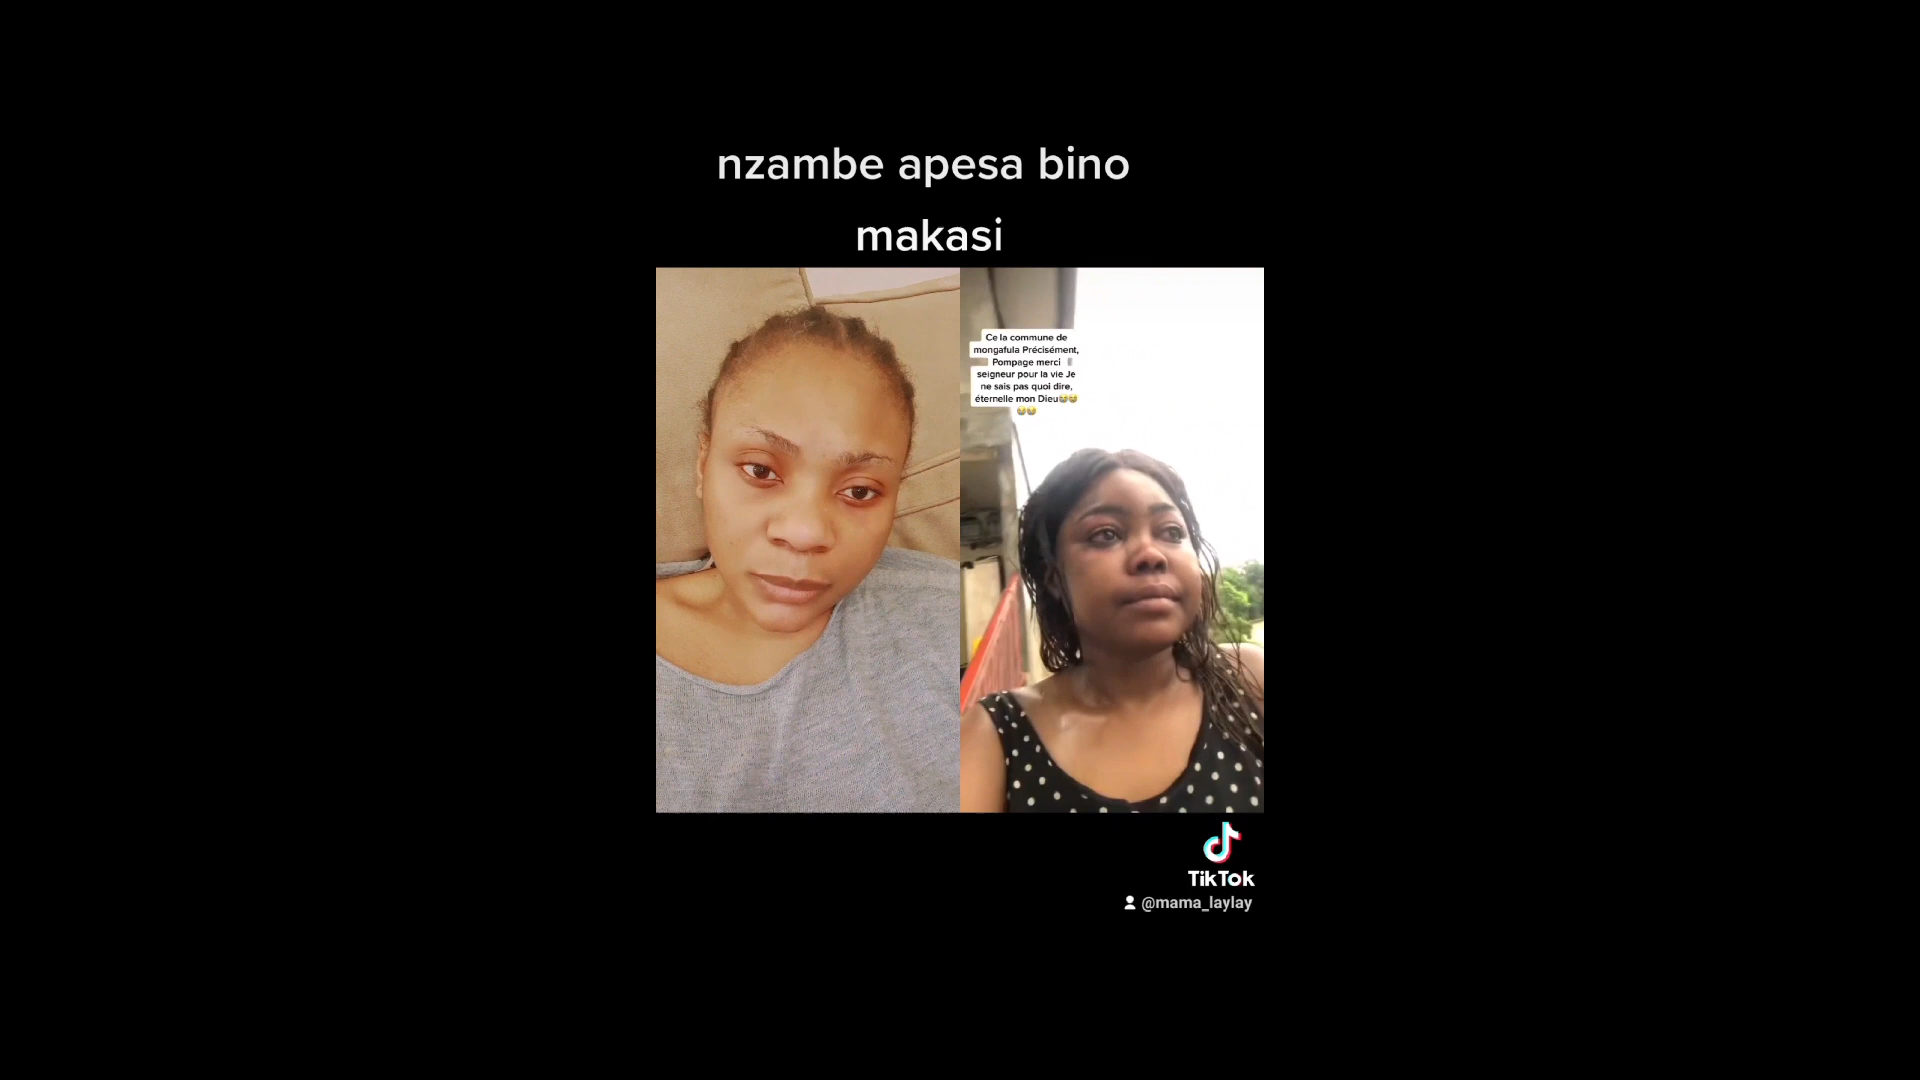 nzambe apesa bino
makasi
Ce la commune de
mongafula Précisément,
Pompage merci
seigneur pour la vie Je
ne sais pas quoi dire,
éternelle mon Dieu😭😭
😭😭
TikTok
@mama_laylay